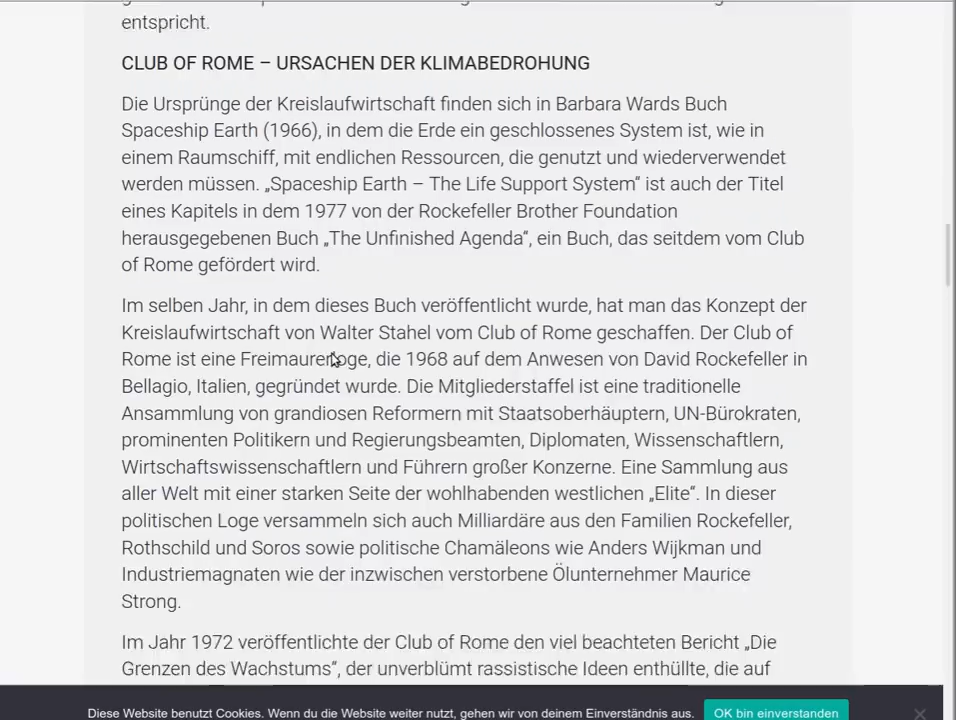 entspricht.
CLUB OF ROME – URSACHEN DER KLIMABEDROHUNG
Die Ursprünge der Kreislaufwirtschaft finden sich in Barbara Wards Buch
Spaceship Earth (1966), in dem die Erde ein geschlossenes System ist, wie in
einem Raumschiff, mit endlichen Ressourcen, die genutzt und wiederverwendet
werden müssen. „Spaceship Earth – The Life Support System“ ist auch der Titel
eines Kapitels in dem 1977 von der Rockefeller Brother Foundation
herausgegebenen Buch „The Unfinished Agenda“, ein Buch, das seitdem vom Club
of Rome gefördert wird.
Im selben Jahr, in dem dieses Buch veröffentlicht wurde, hat man das Konzept der
Kreislaufwirtschaft von Walter Stahel vom Club of Rome geschaffen. Der Club of
Rome ist eine Freimaurerloge, die 1968 auf dem Anwesen von David Rockefeller in
Bellagio, Italien, gegründet wurde. Die Mitgliederstaffel ist eine traditionelle
Ansammlung von grandiosen Reformern mit Staatsoberhäuptern, UN-Bürokraten,
prominenten Politikern und Regierungsbeamten, Diplomaten, Wissenschaftlern,
Wirtschaftswissenschaftlern und Führern großer Konzerne. Eine Sammlung aus
aller Welt mit einer starken Seite der wohlhabenden westlichen „Elite“. In dieser
politischen Loge versammeln sich auch Milliardäre aus den Familien Rockefeller,
Rothschild und Soros sowie politische Chamäleons wie Anders Wijkman und
Industriemagnaten wie der inzwischen verstorbene Ölunternehmer Maurice
Strong.
Im Jahr 1972 veröffentlichte der Club of Rome den viel beachteten Bericht „Die
Grenzen des Wachstums“, der unverblümt rassistische Ideen enthüllte, die auf
Diese Website benutzt Cookies. Wenn du die Website weiter nutzt, gehen wir von deinem Einverständnis aus.
OK bin einverstanden